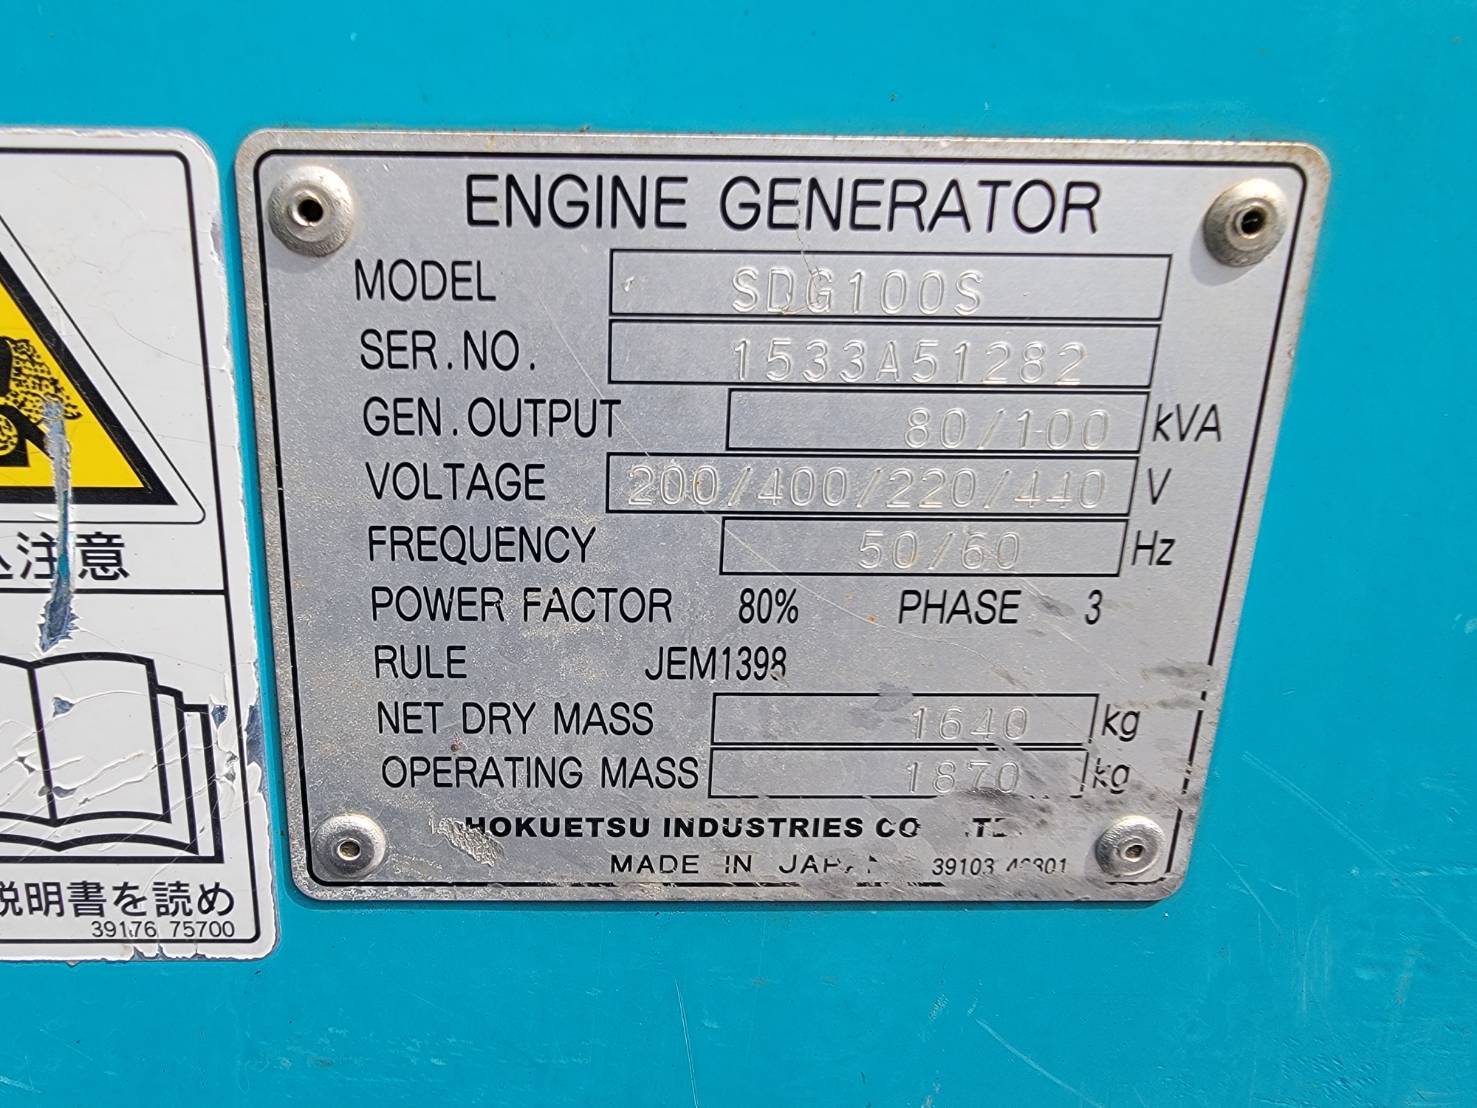 ENGINE GENERATOR
MODEL SDG100S
SER.NO. 1533A51282
GEN.OUTPUT 80/100 kVA
VOLTAGE 200/400/220/440 V
FREQUENCY 50/60 Hz
POWER FACTOR 80% PHASE 3
RULE JEM1398
NET DRY MASS 1640 kg
OPERATING MASS 1870 kg
HOKUETSU INDUSTRIES CO
MADE IN 39103
注意
説明書を読め
39176 75700